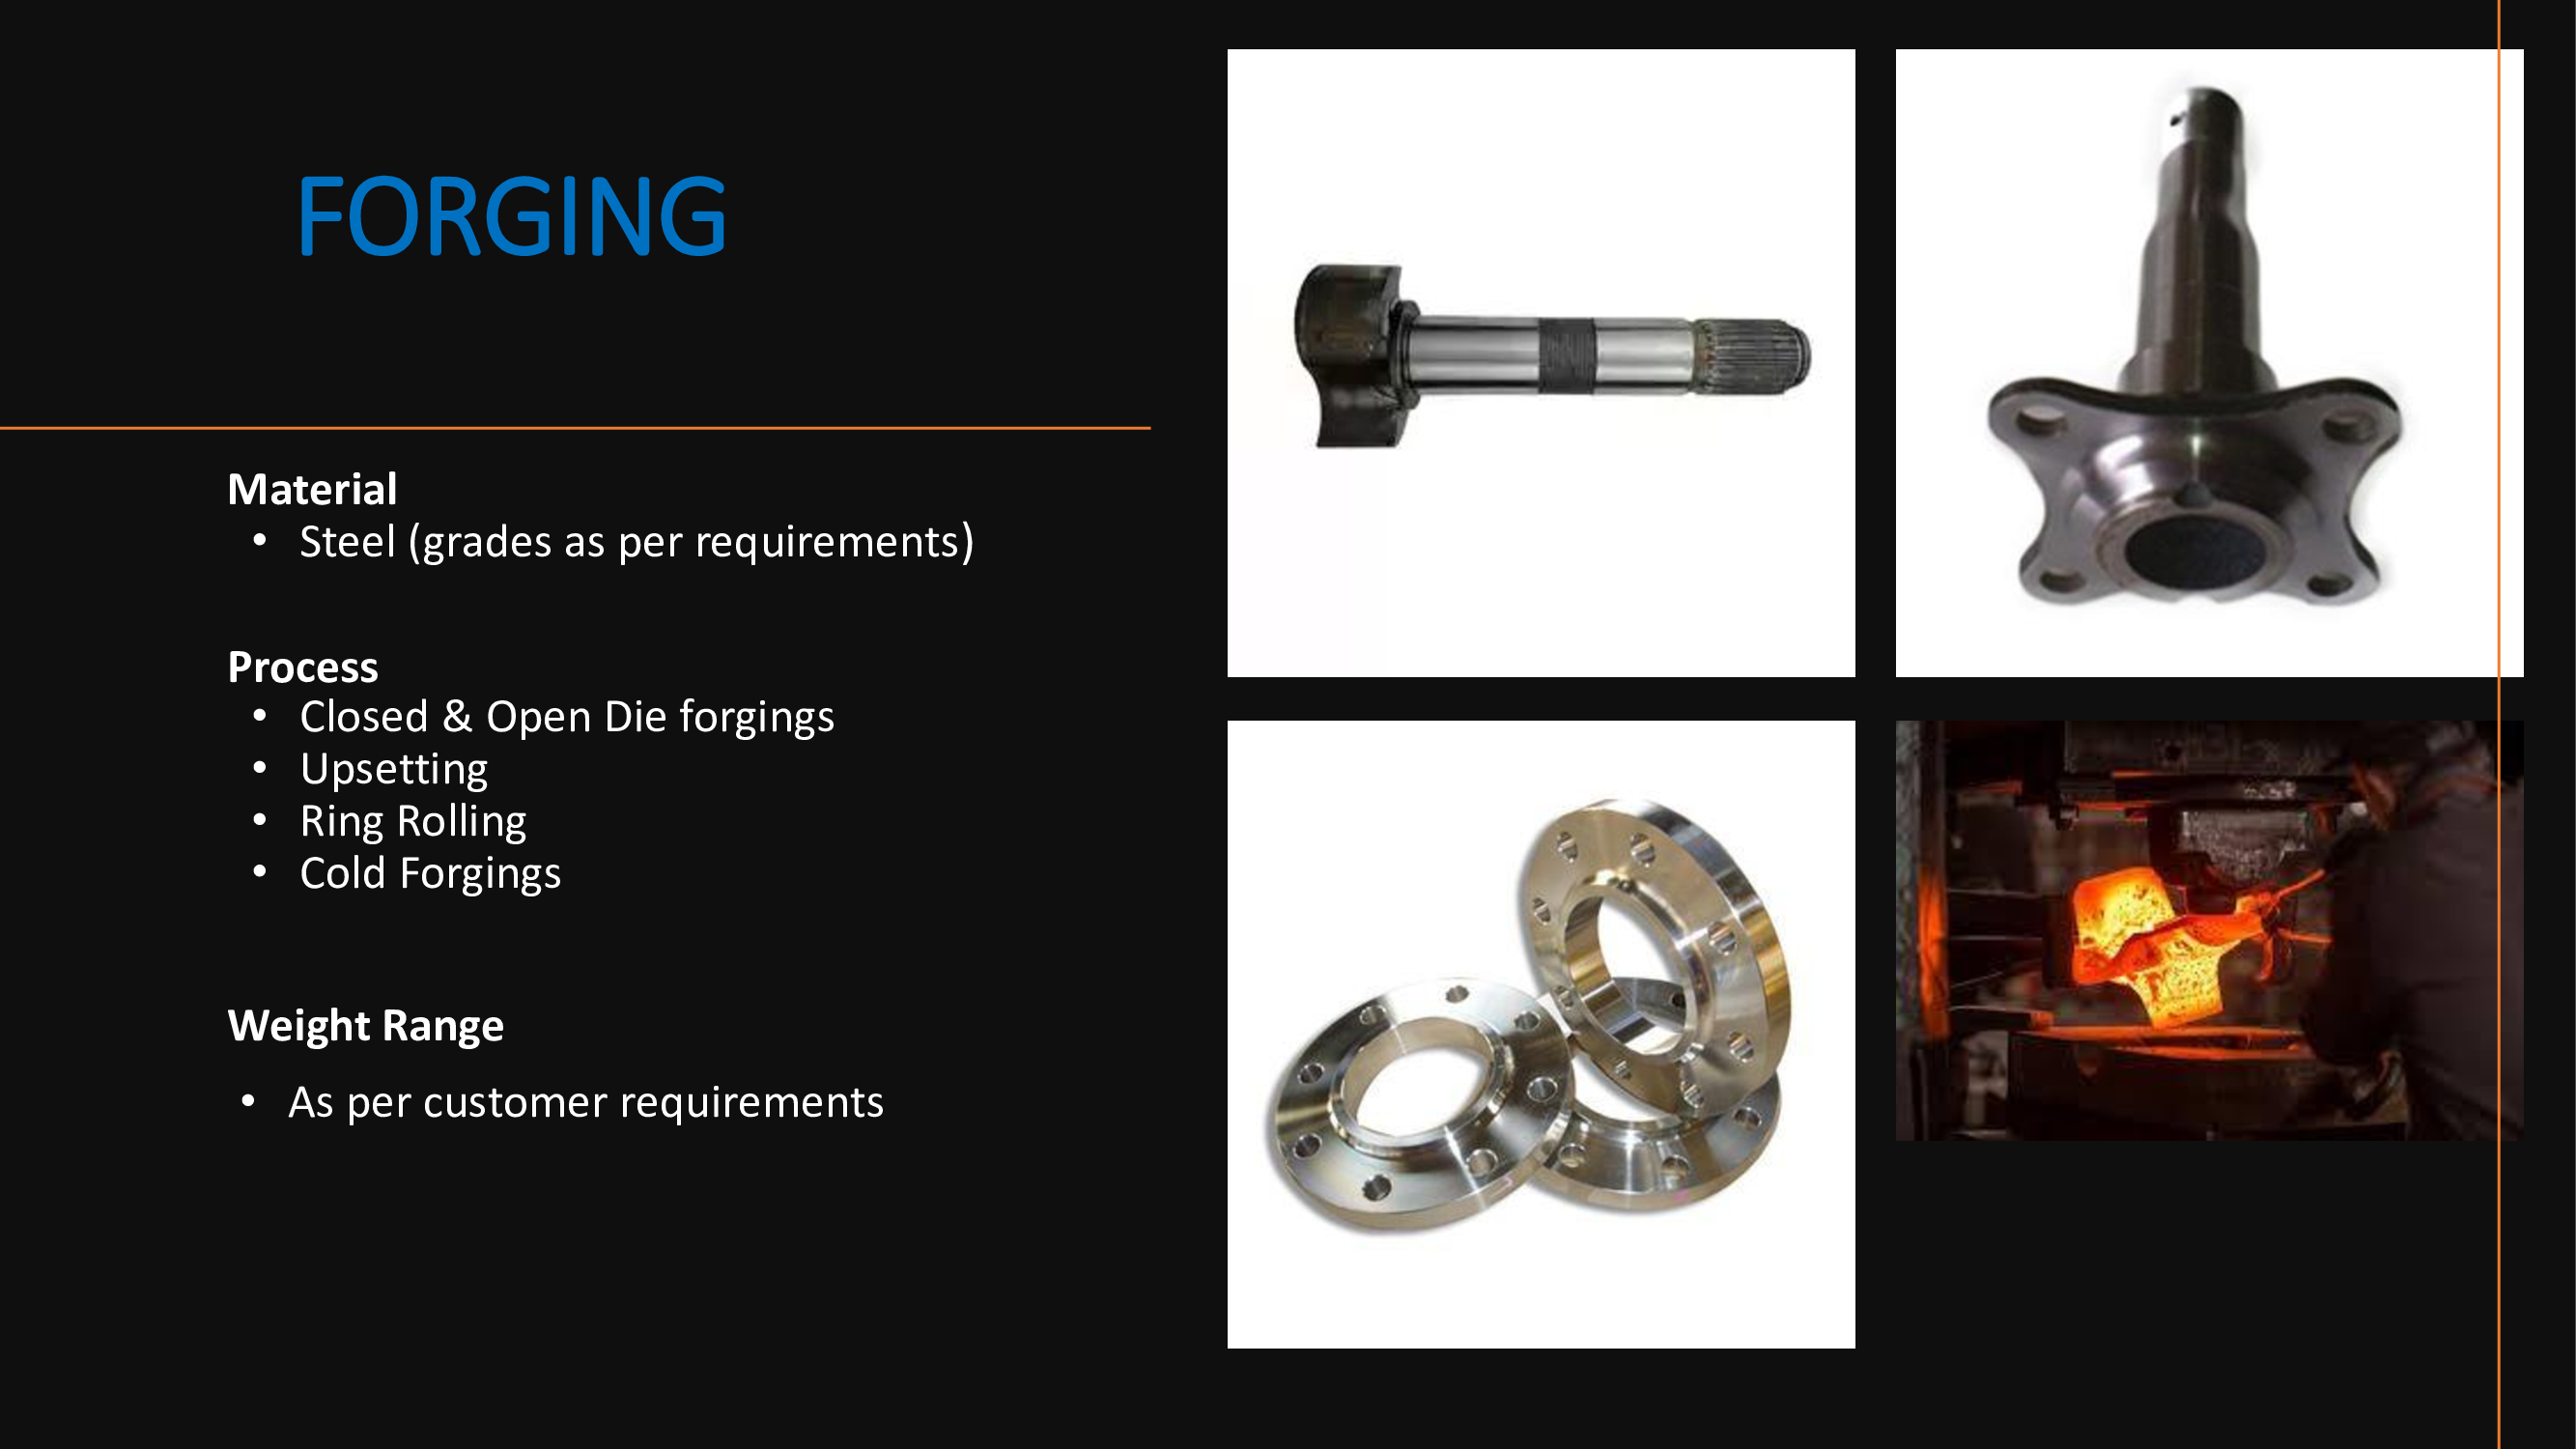 FORGING
Material
• Steel (grades as per requirements)
Process
• Closed & Open Die forgings
• Upsetting
• Ring Rolling
• Cold Forgings
Weight Range
• As per customer requirements